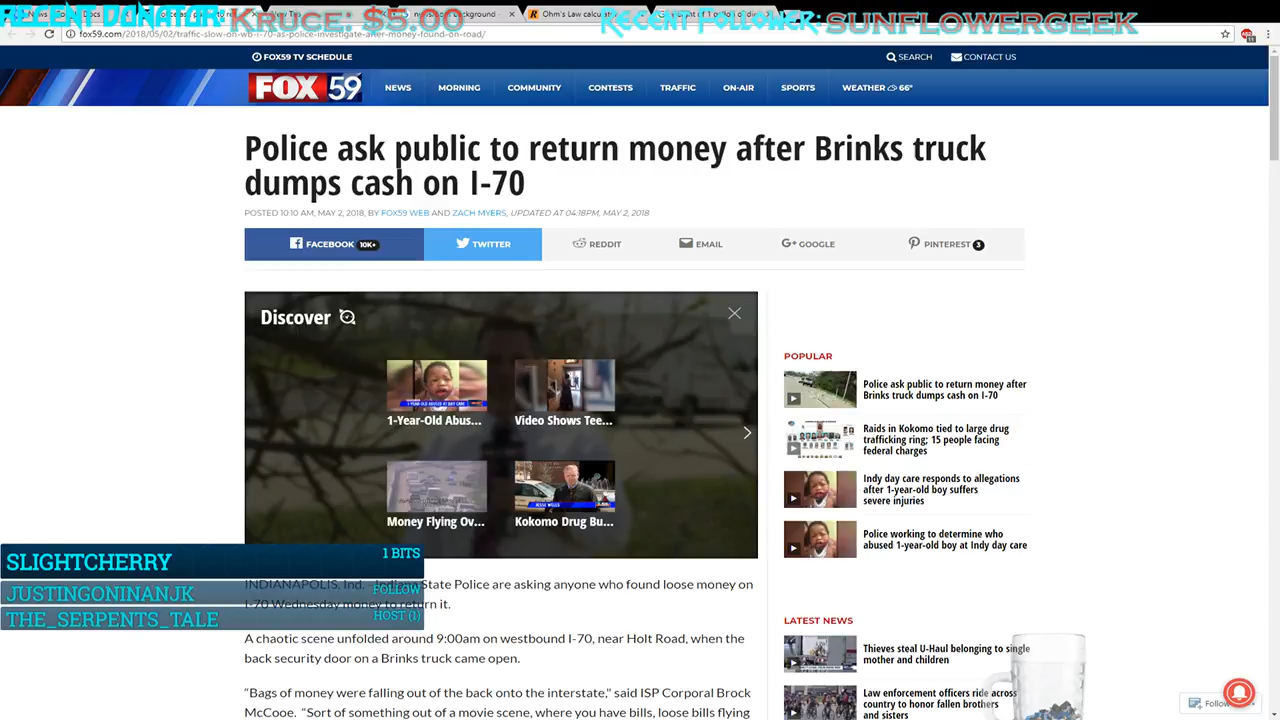 RECENT DONATOR: KRUCE: $5.00
RECENT FOLLOWER: SUNFLOWERGEEK
newsboys background
Ohm's Law calculat
fox59.com/2018/05/02/traffic-slow-on-wb-i-70-as-police-investigate-after-money-found-on-road/
FOX59 TV SCHEDULE
SEARCH
CONTACT US
FOX 59
NEWS
MORNING
COMMUNITY
CONTESTS
TRAFFIC
ON-AIR
SPORTS
WEATHER 66°
Police ask public to return money after Brinks truck
dumps cash on I-70
POSTED 10:10 AM, MAY 2, 2018, BY FOX59 WEB AND ZACH MYERS, UPDATED AT 04:18PM, MAY 2, 2018
FACEBOOK 10K+
TWITTER
REDDIT
EMAIL
G+ GOOGLE
PINTEREST 3
Discover
1-Year-Old Abus...
Video Shows Tee...
Money Flying Ov...
Kokomo Drug Bu...
POPULAR
Police ask public to return money after
Brinks truck dumps cash on I-70
Raids in Kokomo tied to large drug
trafficking ring; 15 people facing
federal charges
Indy day care responds to allegations
after 1-year-old boy suffers
severe injuries
Police working to determine who
abused 1-year-old boy at Indy day care
SLIGHTCHERRY 1 BITS
JUSTINGONINANJK FOLLOW
THE_SERPENTS_TALE HOST (1)
INDIANAPOLIS, Ind. - Indiana State Police are asking anyone who found loose money on
I-70 Wednesday money to return it.
A chaotic scene unfolded around 9:00am on westbound I-70, near Holt Road, when the
back security door on a Brinks truck came open.
“Bags of money were falling out of the back onto the interstate,” said ISP Corporal Brock
McCooe. “Sort of something out of a movie scene, where you have bills, loose bills flying
LATEST NEWS
Thieves steal U-Haul belonging to single
mother and children
Law enforcement officers ride across
country to honor fallen brothers
and sisters
Follow